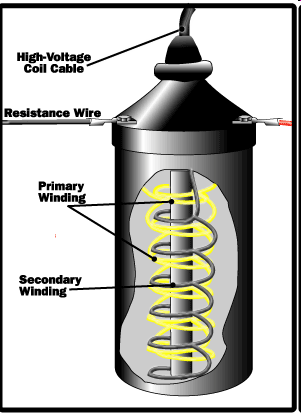 High-Voltage
Coil Cable
Resistance Wire
Primary
Winding
Secondary
Winding